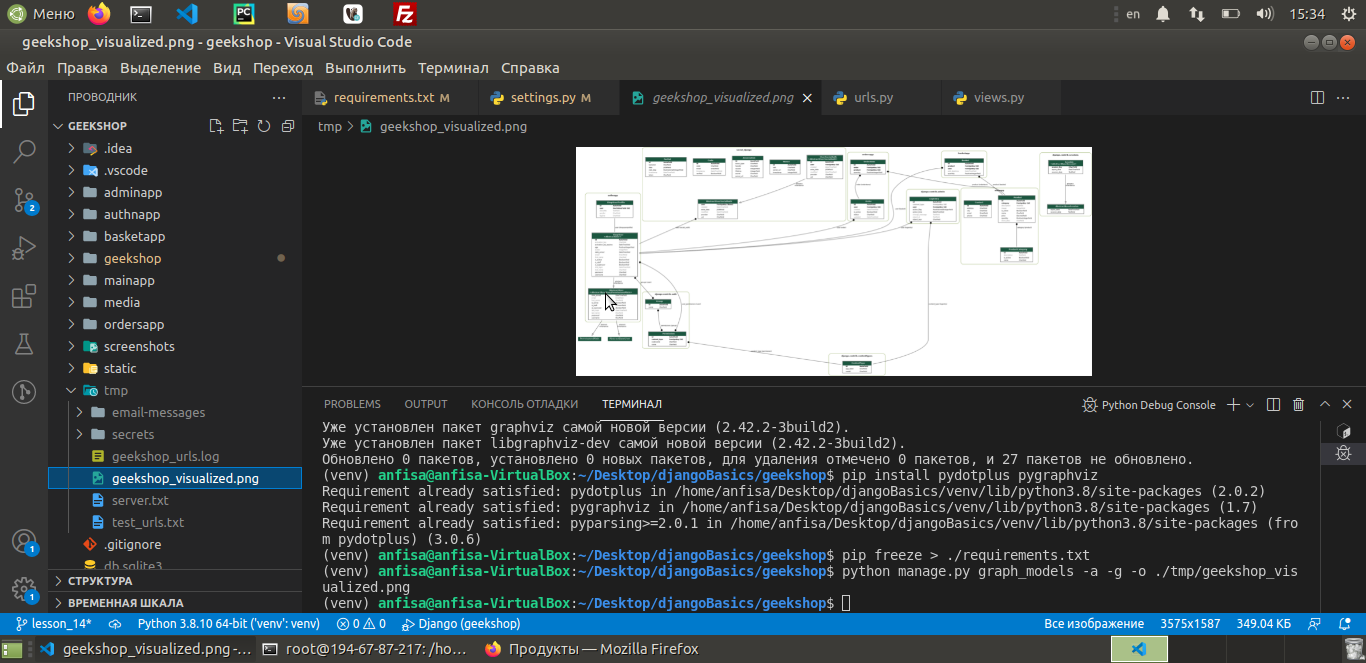 Меню
en
15:34
geekshop_visualized.png - geekshop - Visual Studio Code
Файл Правка Выделение Вид Переход Выполнить Терминал Справка
ПРОВОДНИК
requirements.txt M
settings.py M
geekshop_visualized.png
urls.py
views.py
tmp > geekshop_visualized.png
GEEKSHOP
.idea
.vscode
adminapp
authnapp
basketapp
geekshop
mainapp
media
ordersapp
screenshots
static
tmp
email-messages
secrets
geekshop_urls.log
geekshop_visualized.png
server.txt
test_urls.txt
.gitignore
db.sqlite3
СТРУКТУРА
ВРЕМЕННАЯ ШКАЛА
2
1
1
PROBLEMS OUTPUT КОНСОЛЬ ОТЛАДКИ ТЕРМИНАЛ
Python Debug Console
Уже установлен пакет graphviz самой новой версии (2.42.2-3build2).
Уже установлен пакет libgraphviz-dev самой новой версии (2.42.2-3build2).
Обновлено 0 пакетов, установлено 0 новых пакетов, для удаления отмечено 0 пакетов, и 27 пакетов не обновлено.
(venv) anfisa@anfisa-VirtualBox:~/Desktop/djangoBasics/geekshop$ pip install pydotplus pygraphviz
Requirement already satisfied: pydotplus in /home/anfisa/Desktop/djangoBasics/venv/lib/python3.8/site-packages (2.0.2)
Requirement already satisfied: pygraphviz in /home/anfisa/Desktop/djangoBasics/venv/lib/python3.8/site-packages (1.7)
Requirement already satisfied: pyparsing>=2.0.1 in /home/anfisa/Desktop/djangoBasics/venv/lib/python3.8/site-packages (fro
m pydotplus) (3.0.6)
(venv) anfisa@anfisa-VirtualBox:~/Desktop/djangoBasics/geekshop$ pip freeze > ./requirements.txt
(venv) anfisa@anfisa-VirtualBox:~/Desktop/djangoBasics/geekshop$ python manage.py graph_models -a -g -o ./tmp/geekshop_vis
ualized.png
(venv) anfisa@anfisa-VirtualBox:~/Desktop/djangoBasics/geekshop$
lesson_14*
Python 3.8.10 64-bit ('venv': venv)
0 0
Django (geekshop)
Все изображение
3575x1587
349.04 КБ
geekshop_visualized.png -...
root@194-67-87-217: /ho...
Продукты — Mozilla Firefox